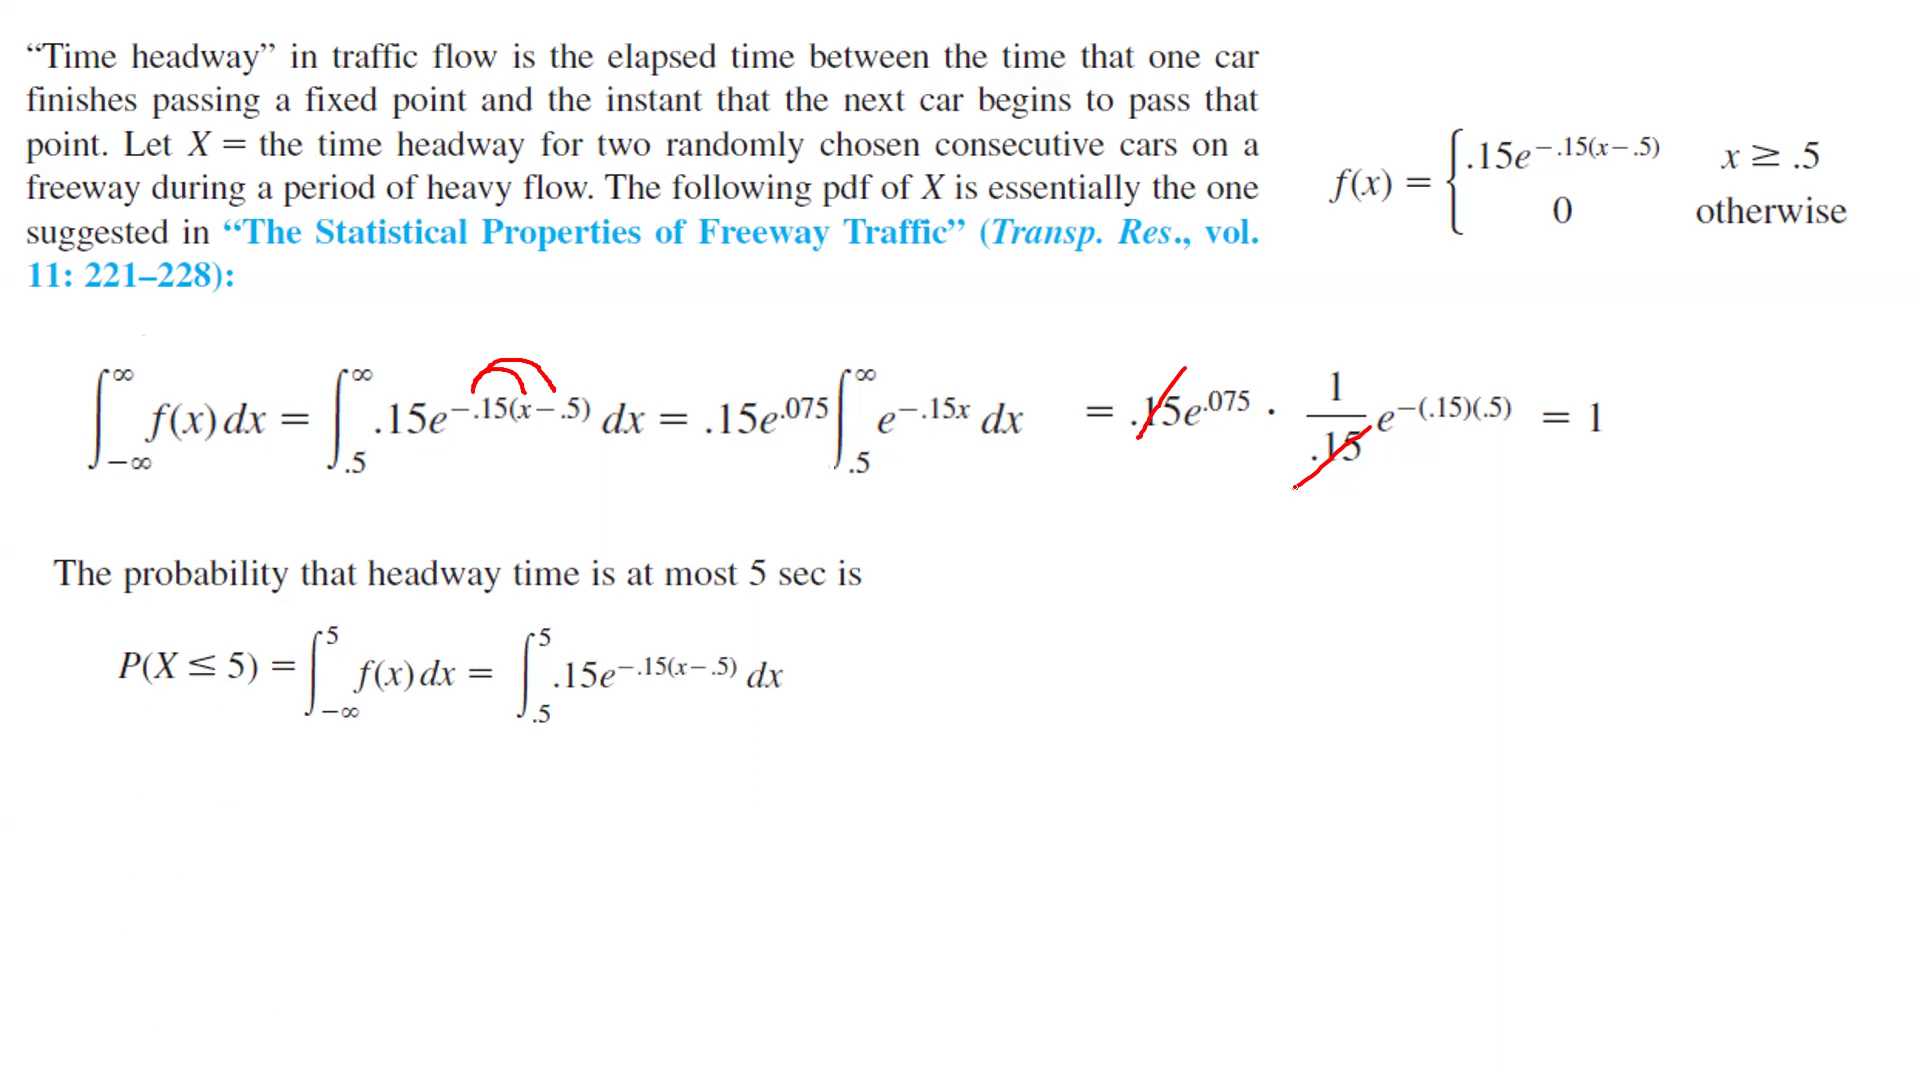 “Time headway” in traffic flow is the elapsed time between the time that one car
finishes passing a fixed point and the instant that the next car begins to pass that
point. Let X = the time headway for two randomly chosen consecutive cars on a
freeway during a period of heavy flow. The following pdf of X is essentially the one
suggested in “The Statistical Properties of Freeway Traffic” (Transp. Res., vol.
11: 221–228):
f(x) = { .15e^{−.15(x−.5)} x ≥ .5
0 otherwise
∫_{−∞}^{∞} f(x) dx = ∫_{.5}^{∞} .15e^{−.15(x−.5)} dx = .15e^{.075} ∫_{.5}^{∞} e^{−.15x} dx = .15e^{.075} · 1/.15 e^{−(.15)(.5)} = 1
The probability that headway time is at most 5 sec is
P(X ≤ 5) = ∫_{−∞}^{5} f(x) dx = ∫_{.5}^{5} .15e^{−.15(x−.5)} dx